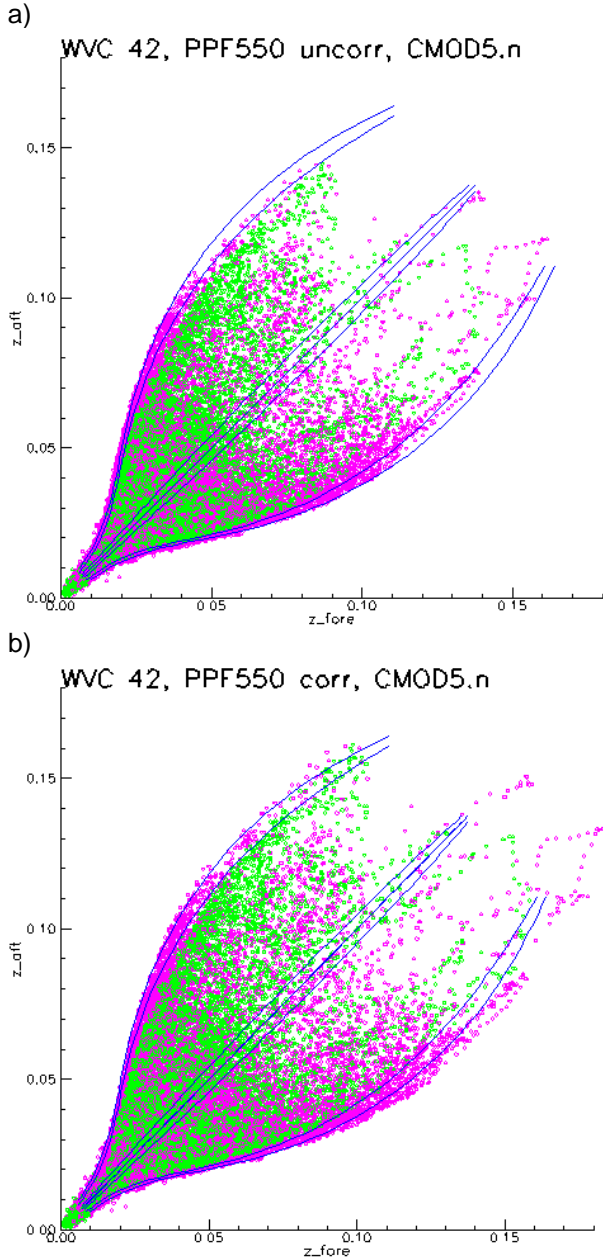 a)
WVC 42, PPF550 uncorr, CMOD5.n
0.15
0.10
z_aft
0.05
0.00
0.00 0.05 0.10 0.15
z_fore
b)
WVC 42, PPF550 corr, CMOD5.n
0.15
0.10
z_aft
0.05
0.00
0.00 0.05 0.10 0.15
z_fore